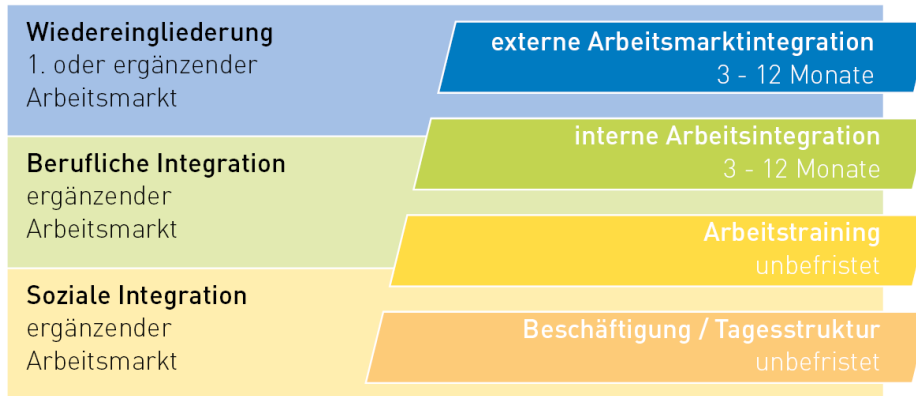 Wiedereingliederung
1. oder ergänzender
Arbeitsmarkt
externe Arbeitsmarktintegration
3 - 12 Monate
Berufliche Integration
ergänzender
Arbeitsmarkt
interne Arbeitsintegration
3 - 12 Monate
Arbeitstraining
unbefristet
Soziale Integration
ergänzender
Arbeitsmarkt
Beschäftigung / Tagesstruktur
unbefristet